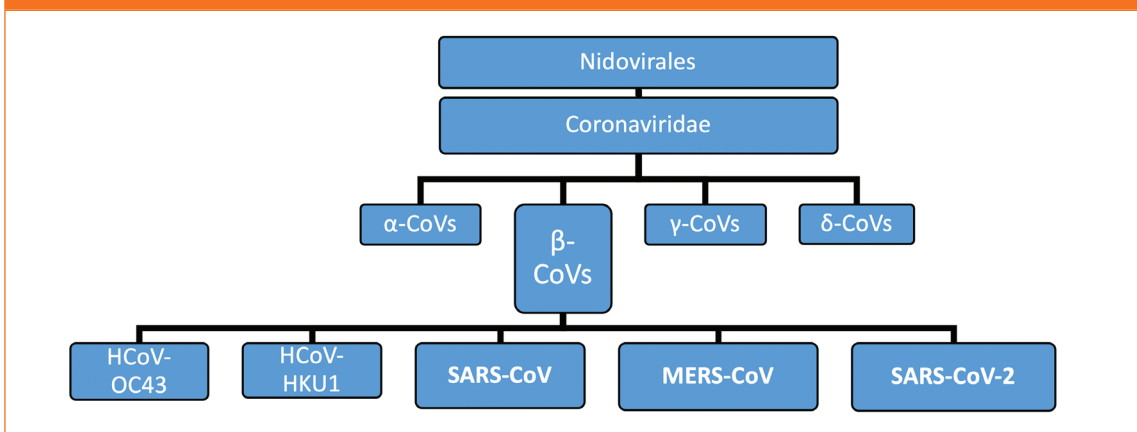 Nidovirales
Coronaviridae
α-CoVs
β-
CoVs
γ-CoVs
δ-CoVs
HCoV-
OC43
HCoV-
HKU1
SARS-CoV
MERS-CoV
SARS-CoV-2